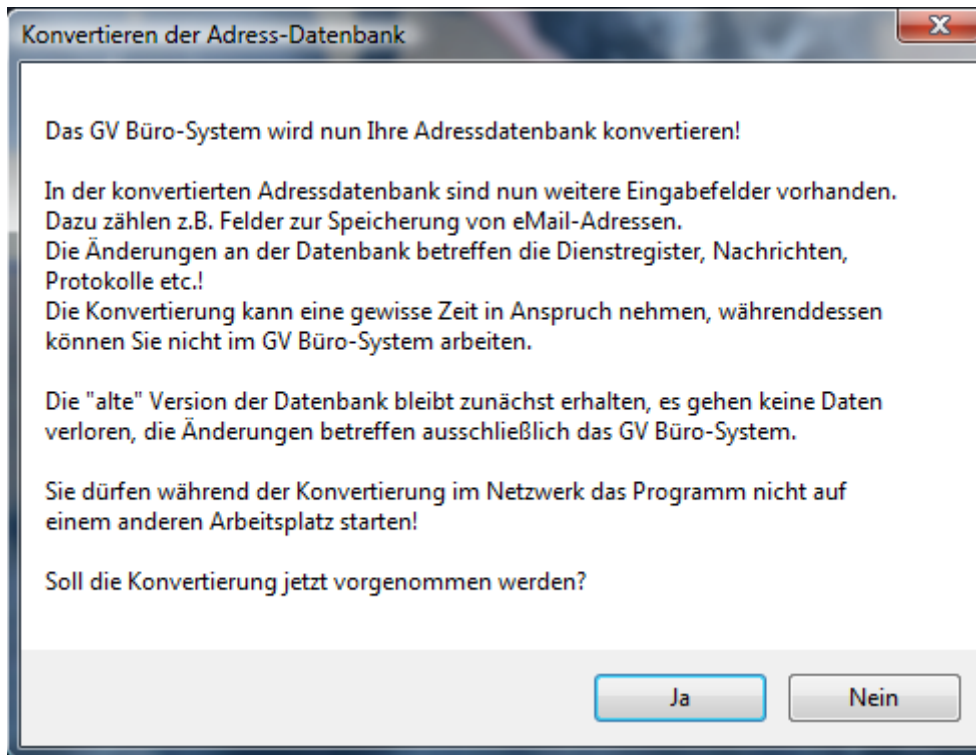 Konvertieren der Adress-Datenbank
Das GV Büro-System wird nun Ihre Adressdatenbank konvertieren!
In der konvertierten Adressdatenbank sind nun weitere Eingabefelder vorhanden.
Dazu zählen z.B. Felder zur Speicherung von eMail-Adressen.
Die Änderungen an der Datenbank betreffen die Dienstregister, Nachrichten,
Protokolle etc.!
Die Konvertierung kann eine gewisse Zeit in Anspruch nehmen, währenddessen
können Sie nicht im GV Büro-System arbeiten.
Die "alte" Version der Datenbank bleibt zunächst erhalten, es gehen keine Daten
verloren, die Änderungen betreffen ausschließlich das GV Büro-System.
Sie dürfen während der Konvertierung im Netzwerk das Programm nicht auf
einem anderen Arbeitsplatz starten!
Soll die Konvertierung jetzt vorgenommen werden?
Ja
Nein